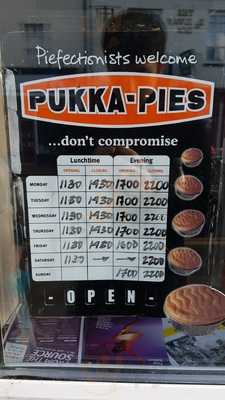 Piefectionists welcome
PUKKA-PIES
...don't compromise
Lunchtime Evening
OPENING CLOSING OPENING CLOSING
MONDAY 1130 1430 1700 2200
TUESDAY 1130 1430 1700 2200
WEDNESDAY 1130 1430 1700 2200
THURSDAY 1130 1430 1700 2200
FRIDAY 1130 1430 1600 2200
SATURDAY 1130 — — 2200
SUNDAY 1700 2200
- OPEN -
SOURCE